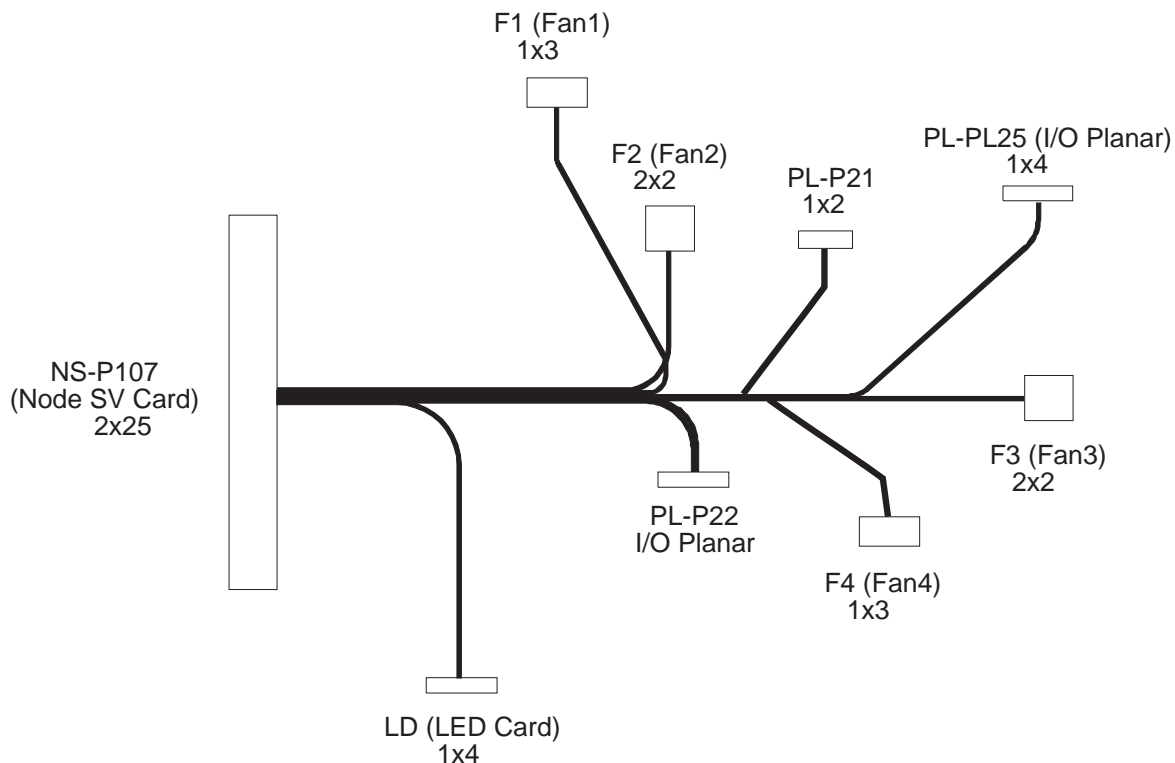 F1 (Fan1)
1x3
F2 (Fan2)
2x2
PL-P21
1x2
PL-PL25 (I/O Planar)
1x4
NS-P107
(Node SV Card)
2x25
F3 (Fan3)
2x2
PL-P22
I/O Planar
F4 (Fan4)
1x3
LD (LED Card)
1x4